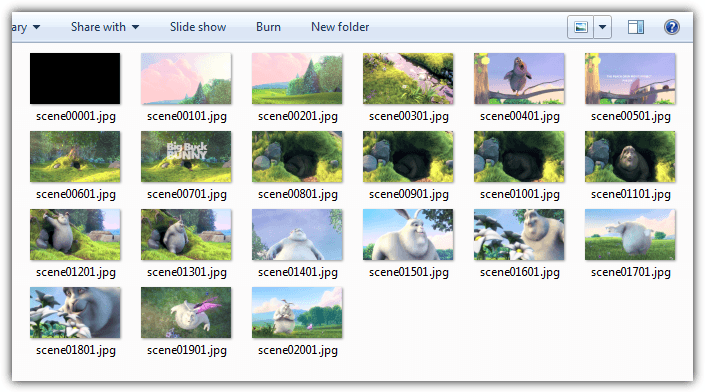 ary Share with Slide show Burn New folder
scene00001.jpg scene00101.jpg scene00201.jpg scene00301.jpg scene00401.jpg scene00501.jpg
Big Buck
BUNNY
scene00601.jpg scene00701.jpg scene00801.jpg scene00901.jpg scene01001.jpg scene01101.jpg
scene01201.jpg scene01301.jpg scene01401.jpg scene01501.jpg scene01601.jpg scene01701.jpg
scene01801.jpg scene01901.jpg scene02001.jpg